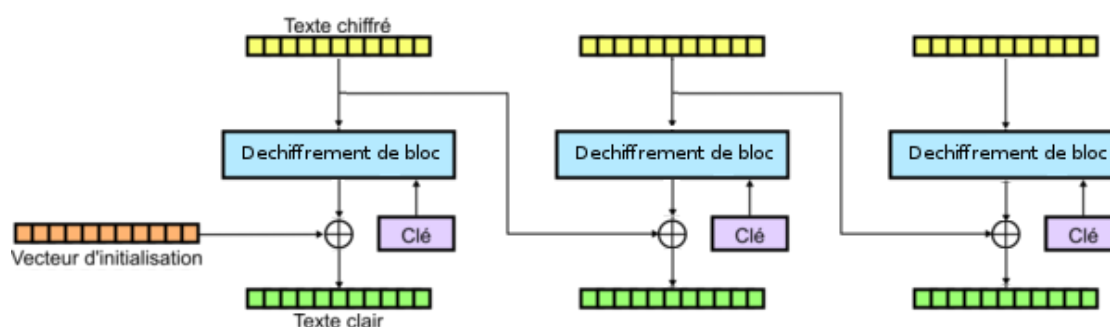 Texte chiffré
Dechiffrement de bloc
Dechiffrement de bloc
Dechiffrement de bloc
Clé
Clé
Clé
Vecteur d'initialisation
Texte clair